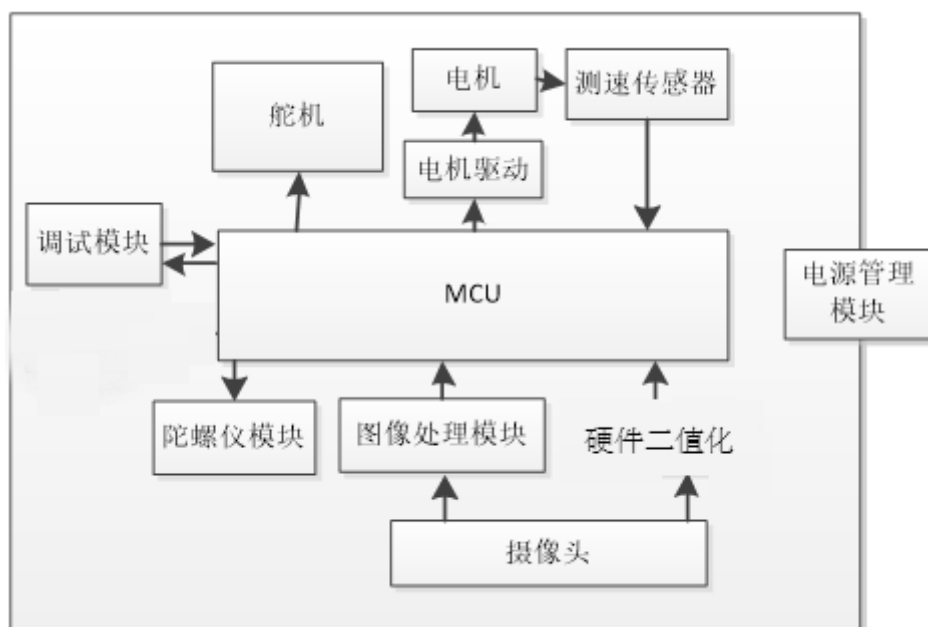 电机
测速传感器
舵机
电机驱动
调试模块
MCU
电源管理
模块
陀螺仪模块
图像处理模块
硬件二值化
摄像头